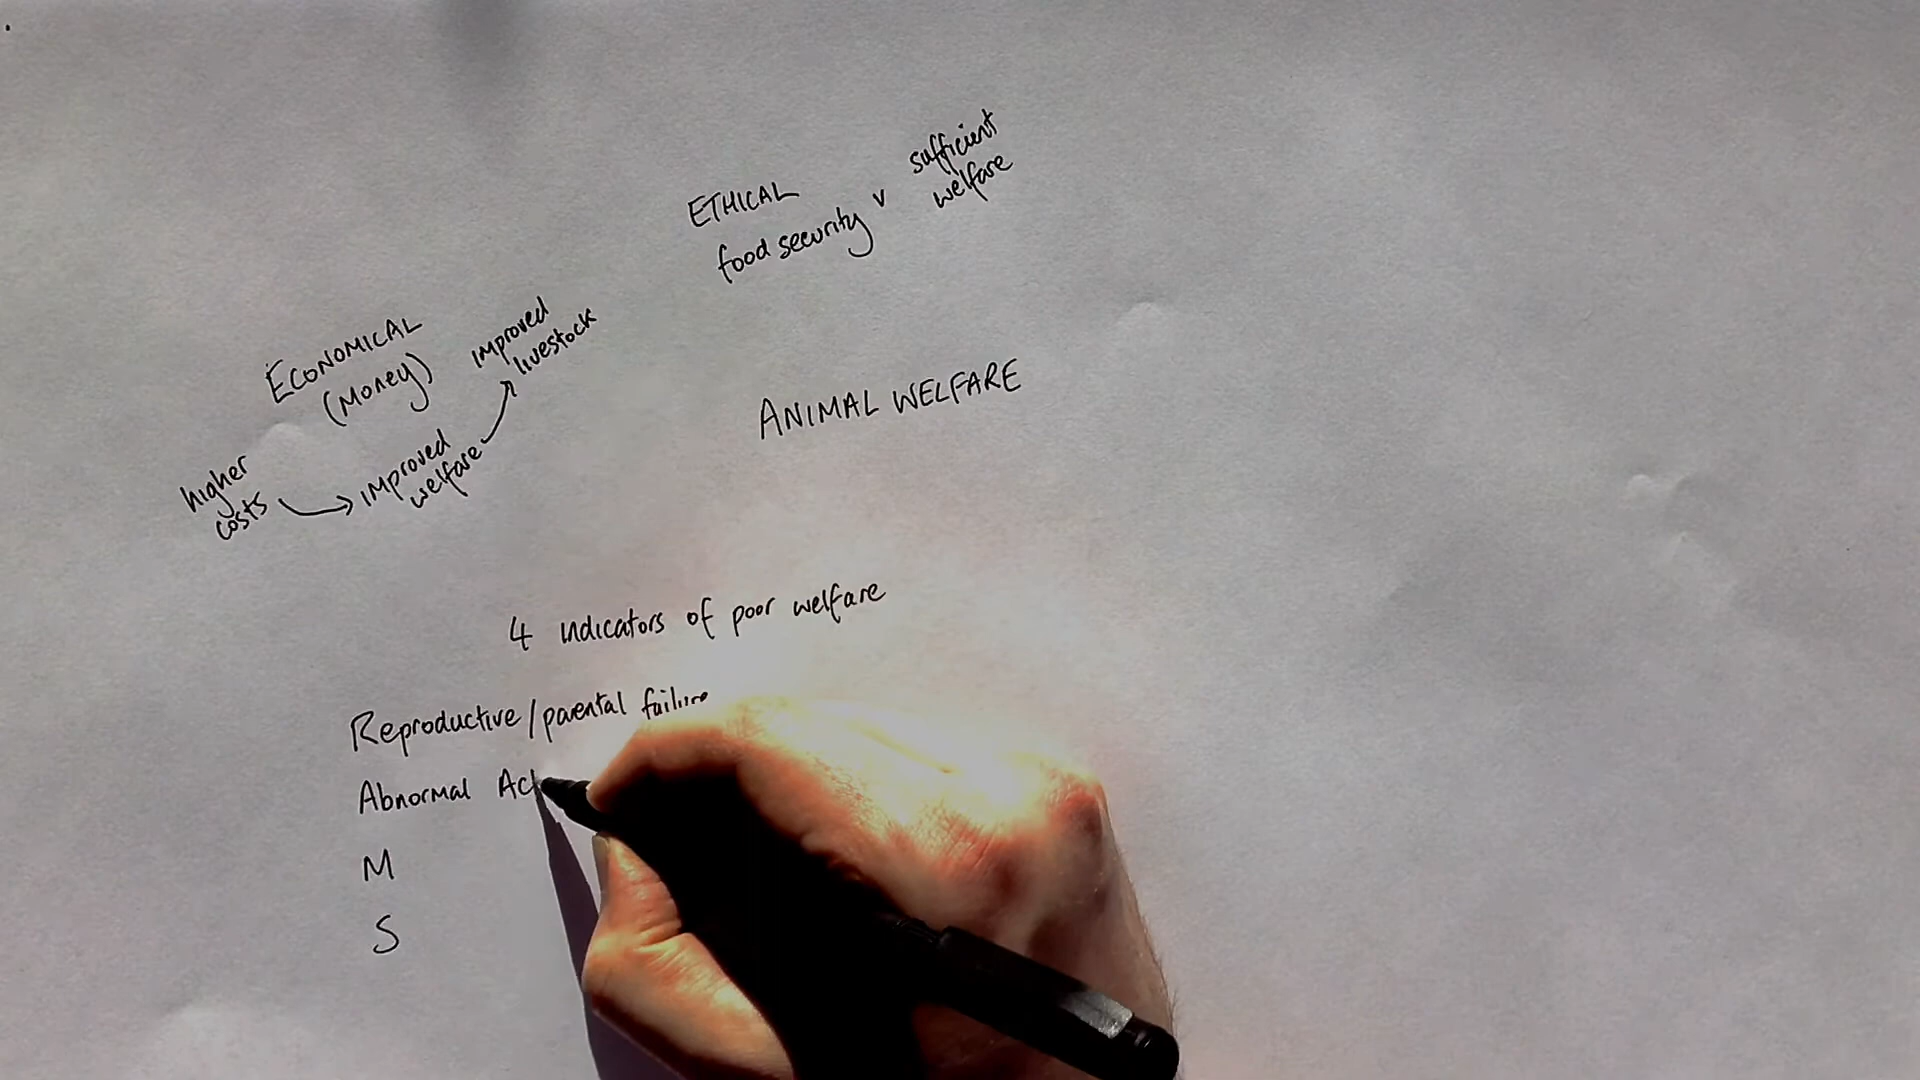 ETHICAL
food security v sufficient
welfare
ECONOMICAL
(Money)
higher
costs
improved
welfare
improved
livestock
ANIMAL WELFARE
4 indicators of poor welfare
Reproductive/parental failure
Abnormal Act
M
S